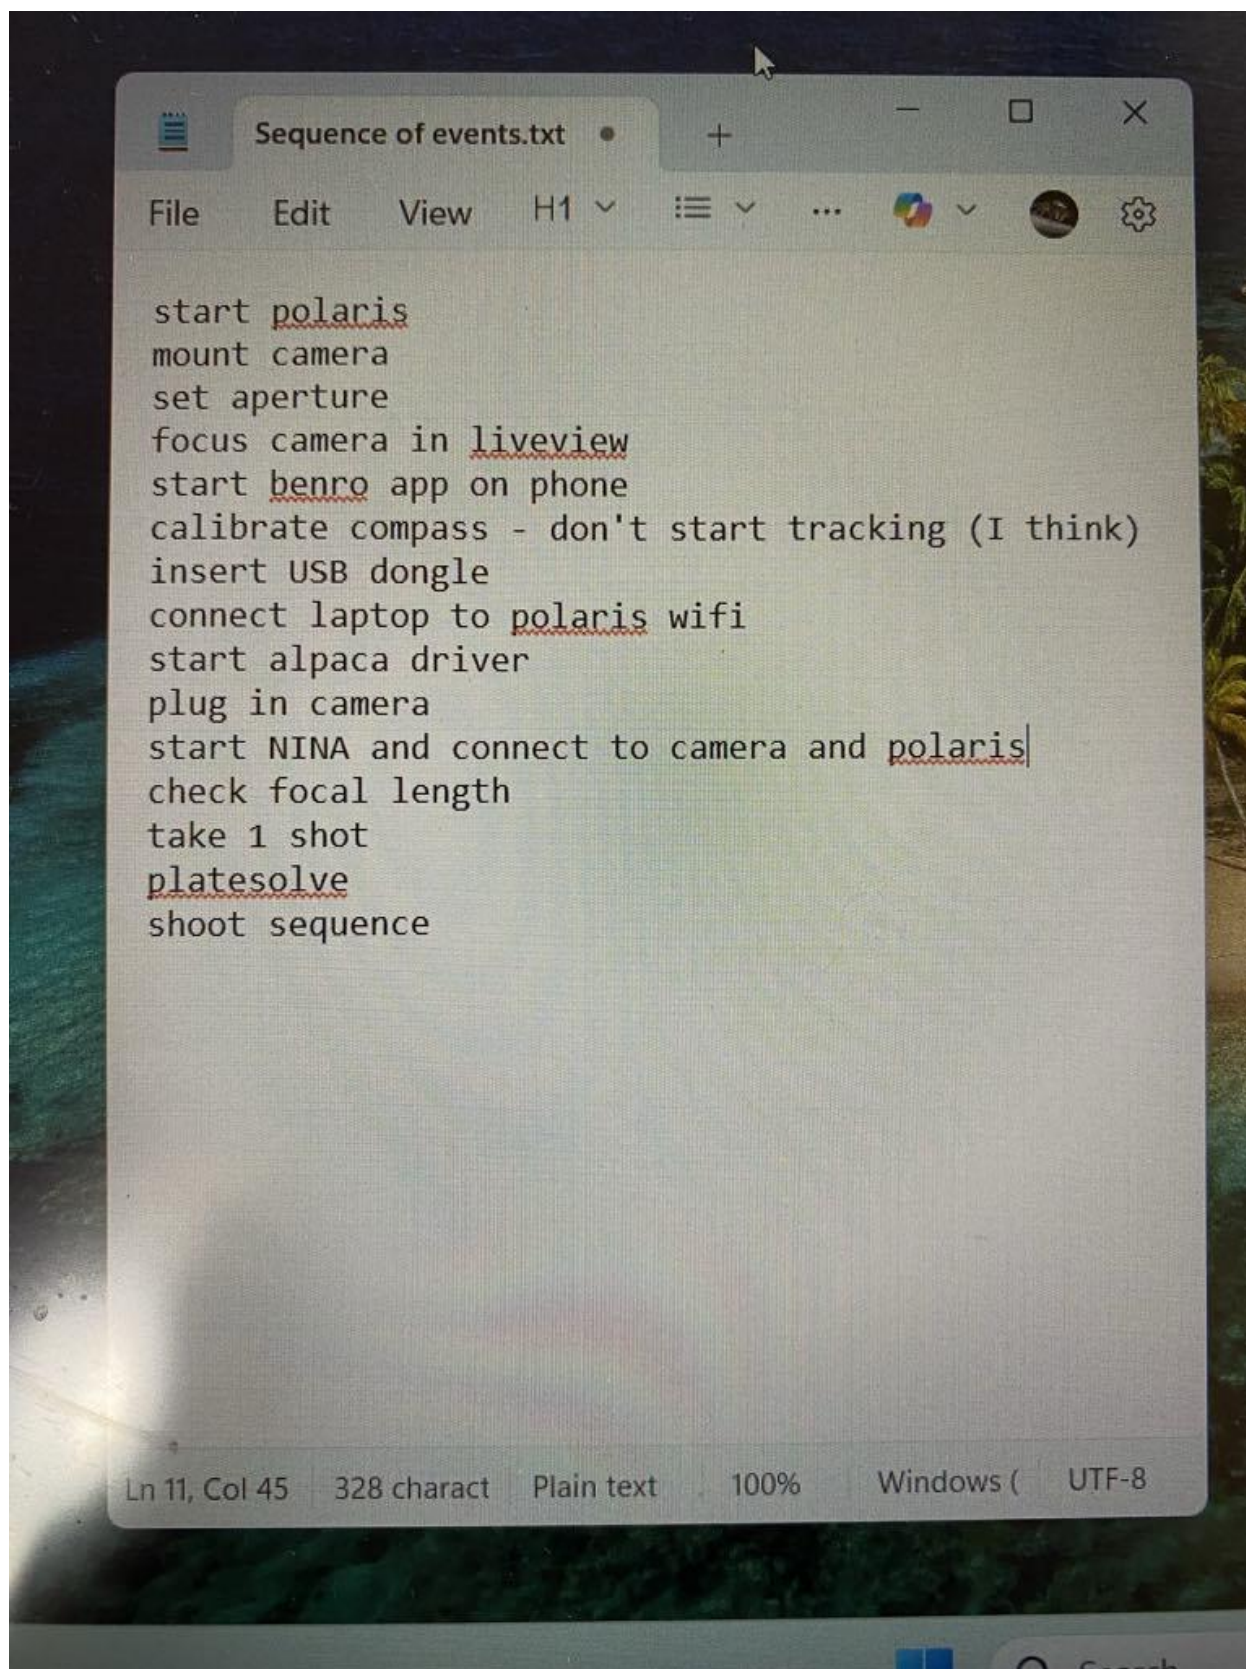 Sequence of events.txt
File Edit View H1
start polaris
mount camera
set aperture
focus camera in liveview
start benro app on phone
calibrate compass - don't start tracking (I think)
insert USB dongle
connect laptop to polaris wifi
start alpaca driver
plug in camera
start NINA and connect to camera and polaris
check focal length
take 1 shot
platesolve
shoot sequence
Ln 11, Col 45 328 charact Plain text 100% Windows ( UTF-8
Search